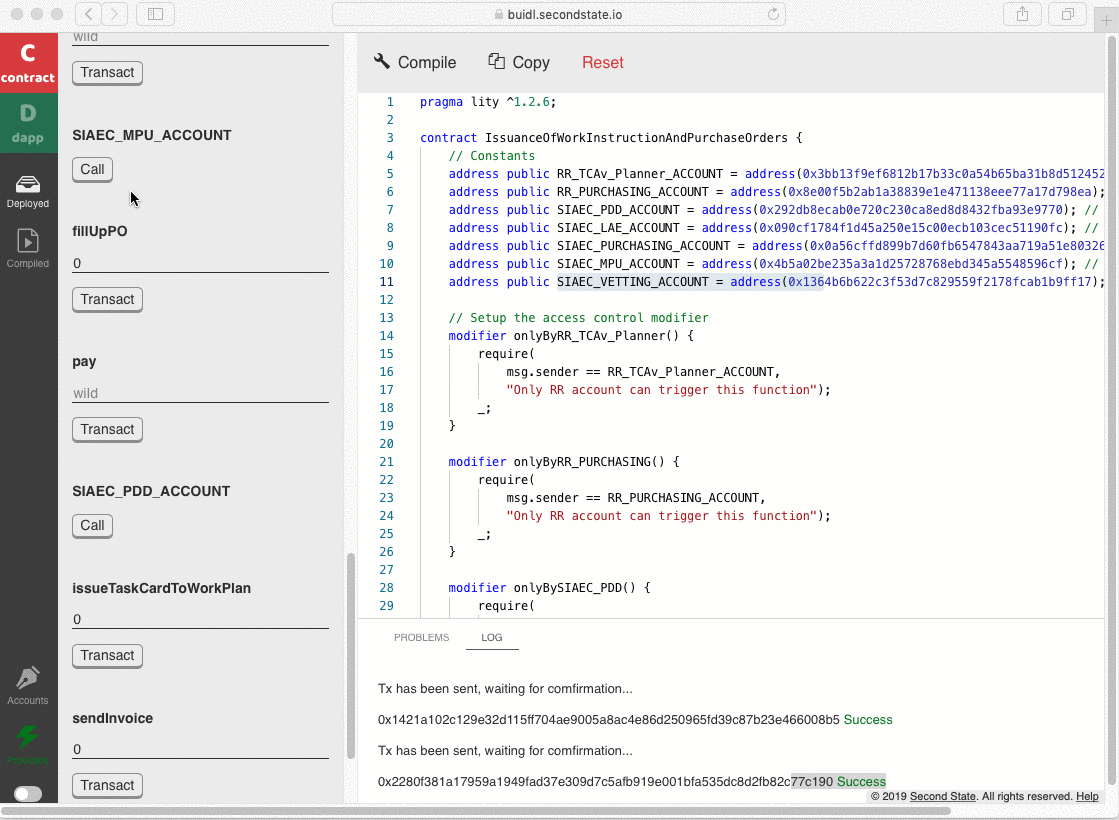 buidl.secondstate.io
C
contract
D
dapp
Deployed
Compiled
Accounts
Providers
wild
Transact
SIAEC_MPU_ACCOUNT
Call
fillUpPO
0
Transact
pay
wild
Transact
SIAEC_PDD_ACCOUNT
Call
issueTaskCardToWorkPlan
0
Transact
sendInvoice
0
Transact
Compile Copy Reset
1 pragma lity ^1.2.6;
2
3 contract IssuanceOfWorkInstructionAndPurchaseOrders {
4 // Constants
5 address public RR_TCAv_Planner_ACCOUNT = address(0x3bb13f9ef6812b17b33c0a54b65ba31b8d512452
6 address public RR_PURCHASING_ACCOUNT = address(0x8e00f5b2ab1a38839e1e471138eee77a17d798ea);
7 address public SIAEC_PDD_ACCOUNT = address(0x292db8ecab0e720c230ca8ed8d8432fba93e9770); //
8 address public SIAEC_LAE_ACCOUNT = address(0x090cf1784f1d45a250e15c00ecb103cec51190fc); //
9 address public SIAEC_PURCHASING_ACCOUNT = address(0x0a56cffd899b7d60fb6547843aa719a51e80326
10 address public SIAEC_MPU_ACCOUNT = address(0x4b5a02be235a3a1d25728768ebd345a5548596cf); //
11 address public SIAEC_VETTING_ACCOUNT = address(0x1364b6b622c3f53d7c829559f2178fcab1b9ff17);
12
13 // Setup the access control modifier
14 modifier onlyByRR_TCAv_Planner() {
15 require(
16 msg.sender == RR_TCAv_Planner_ACCOUNT,
17 "Only RR account can trigger this function");
18 _;
19 }
20
21 modifier onlyByRR_PURCHASING() {
22 require(
23 msg.sender == RR_PURCHASING_ACCOUNT,
24 "Only RR account can trigger this function");
25 _;
26 }
27
28 modifier onlyBySIAEC_PDD() {
29 require(
PROBLEMS LOG
Tx has been sent, waiting for comfirmation...
0x1421a102c129e32d115ff704ae9005a8ac4e86d250965fd39c87b23e466008b5 Success
Tx has been sent, waiting for comfirmation...
0x2280f381a17959a1949fad37e309d7c5afb919e001bfa535dc8d2fb82c77c190 Success
© 2019 Second State. All rights reserved. Help